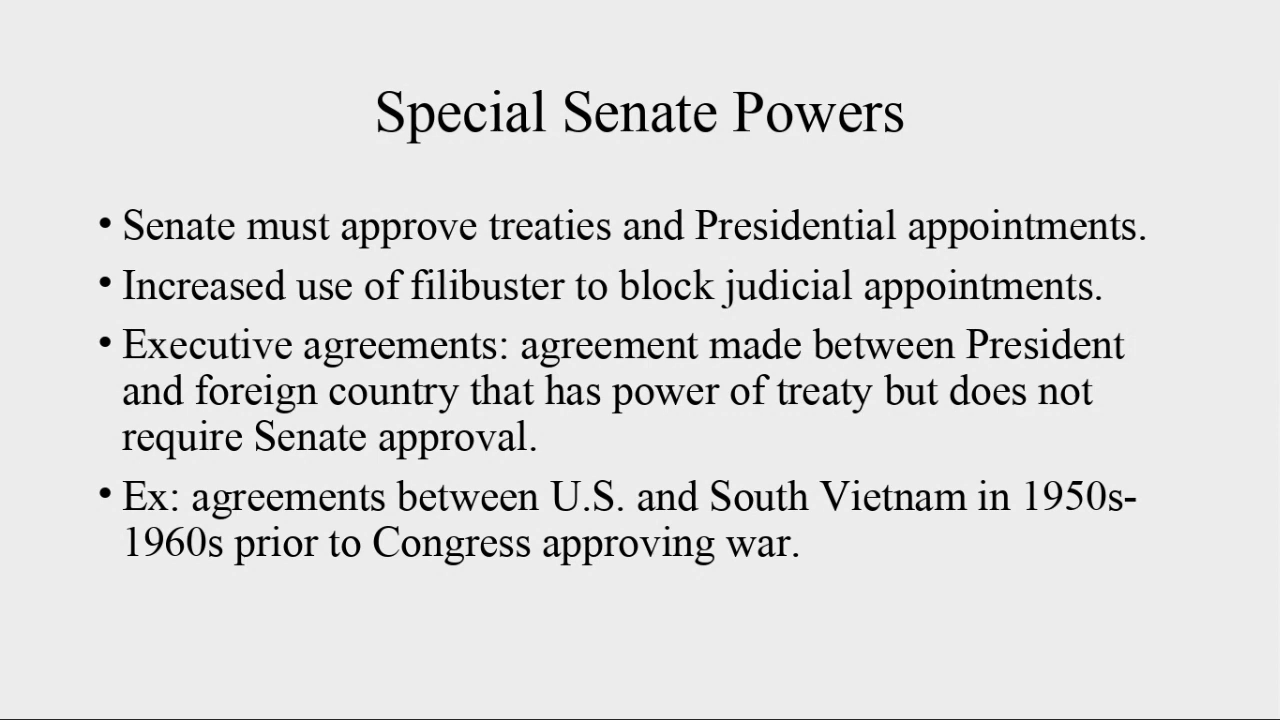 Special Senate Powers
• Senate must approve treaties and Presidential appointments.
• Increased use of filibuster to block judicial appointments.
• Executive agreements: agreement made between President
and foreign country that has power of treaty but does not
require Senate approval.
• Ex: agreements between U.S. and South Vietnam in 1950s-
1960s prior to Congress approving war.